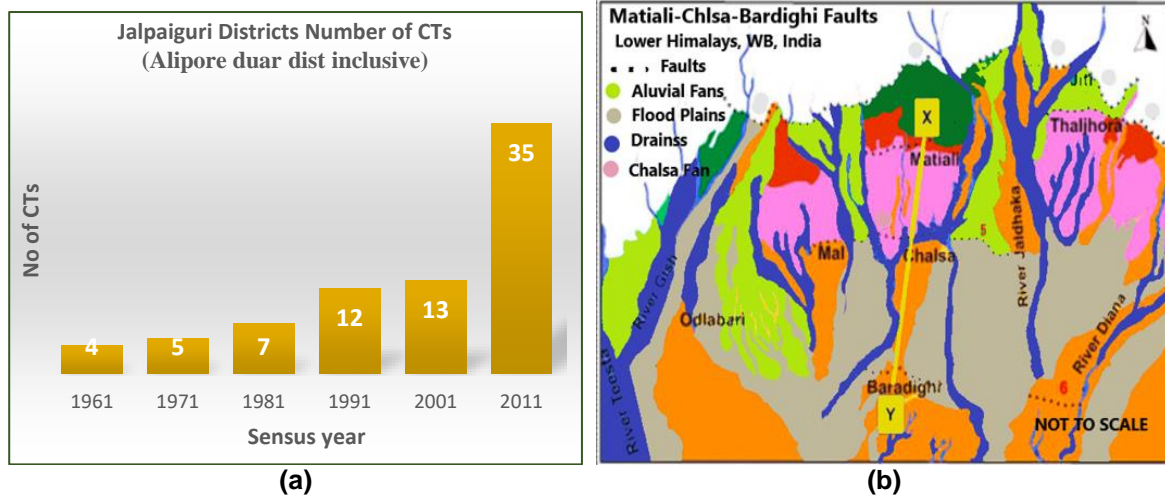 Jalpaiguri Districts Number of CTs
(Alipore duar dist inclusive)
No of CTs
4
5
7
12
13
35
1961 1971 1981 1991 2001 2011
Sensus year
(a)
Matiali-Chlsa-Bardighi Faults
Lower Himalays, WB, India
N
Faults
Aluvial Fans
Flood Plains
Drainss
Chalsa Fan
X
Matiali
Jiti
Thaljhora
5
Mal
Chalsa
River Jaldhaka
River Gish
Odlabari
River Diana
River Teesta
Baradighi
6
Y
NOT TO SCALE
(b)